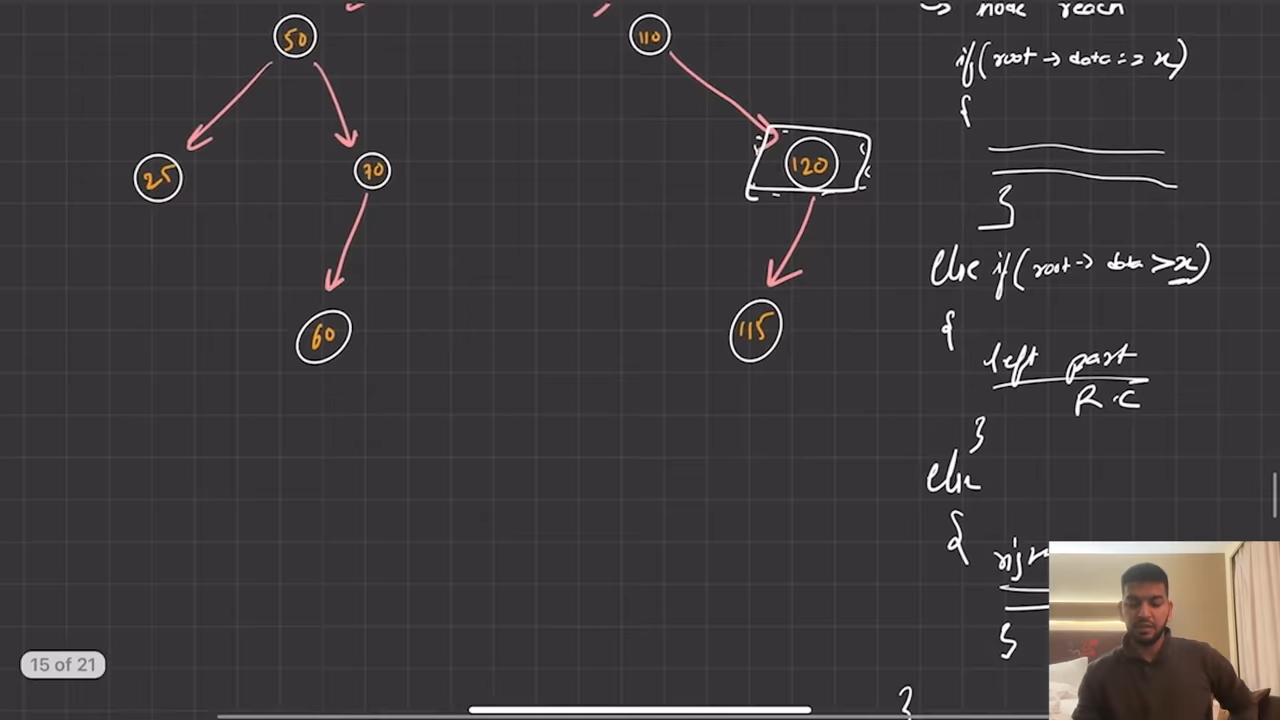 50
110
25
70
120
60
115
↳ node reach
if(root → data == x)
{
}
else if(root → data > x)
{
left part
R.C
}
else
{
}
}
15 of 21